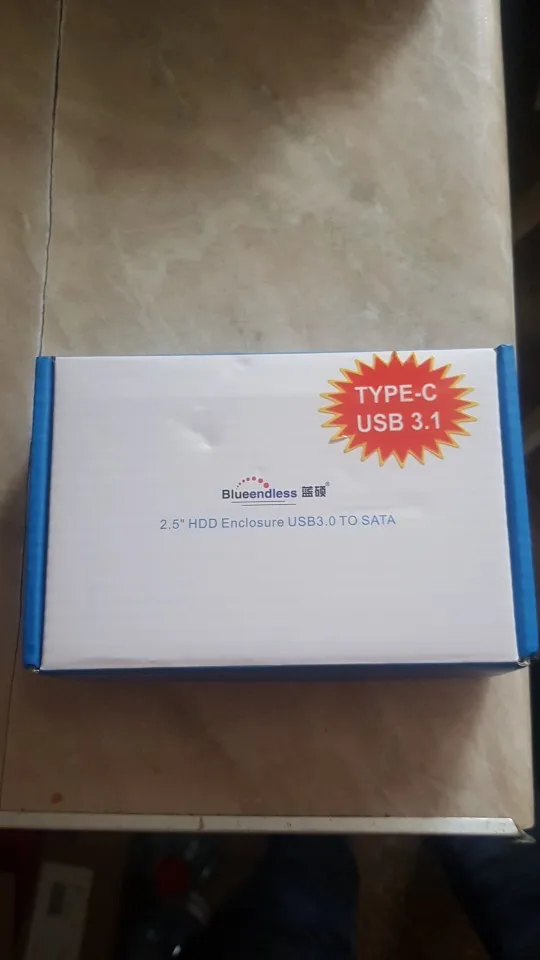 TYPE-C
USB 3.1
Blueendless 蓝硕®
2.5" HDD Enclosure USB3.0 TO SATA